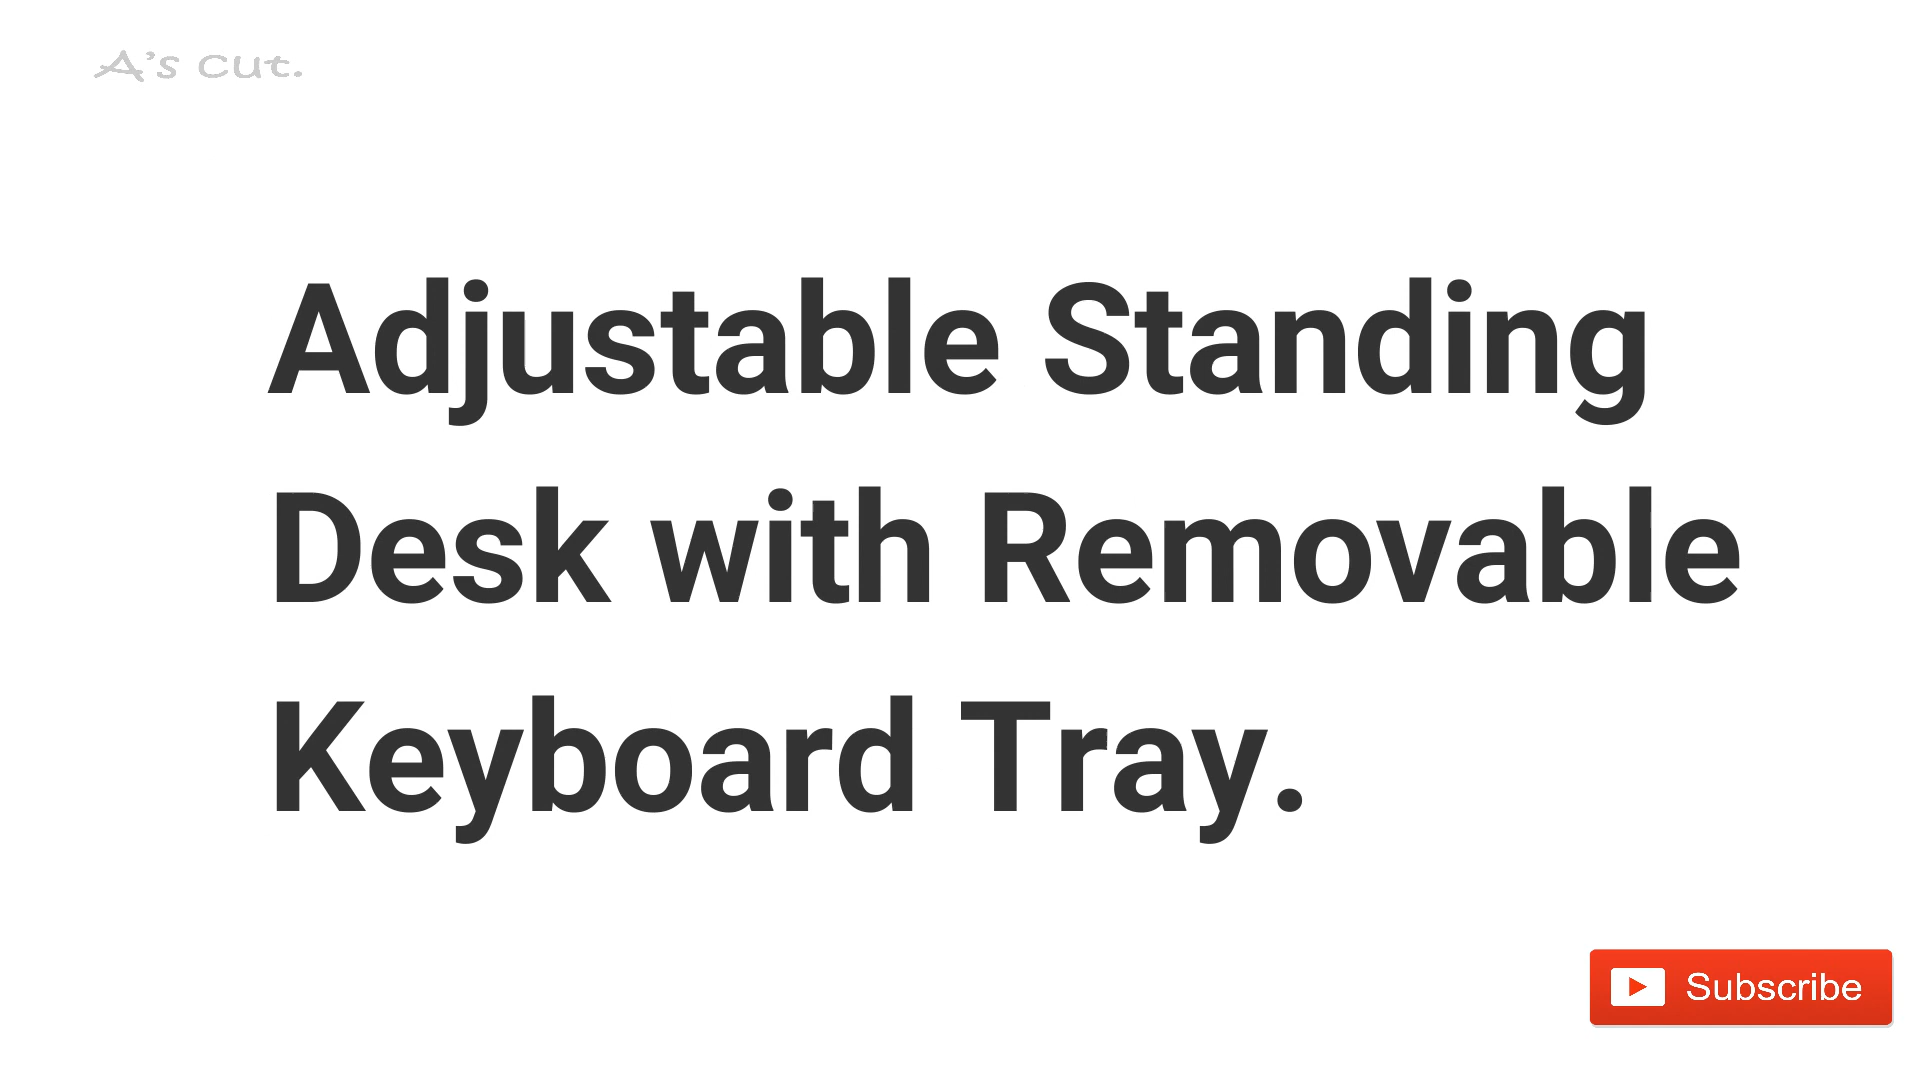 A's cut.
Adjustable Standing
Desk with Removable
Keyboard Tray.
Subscribe